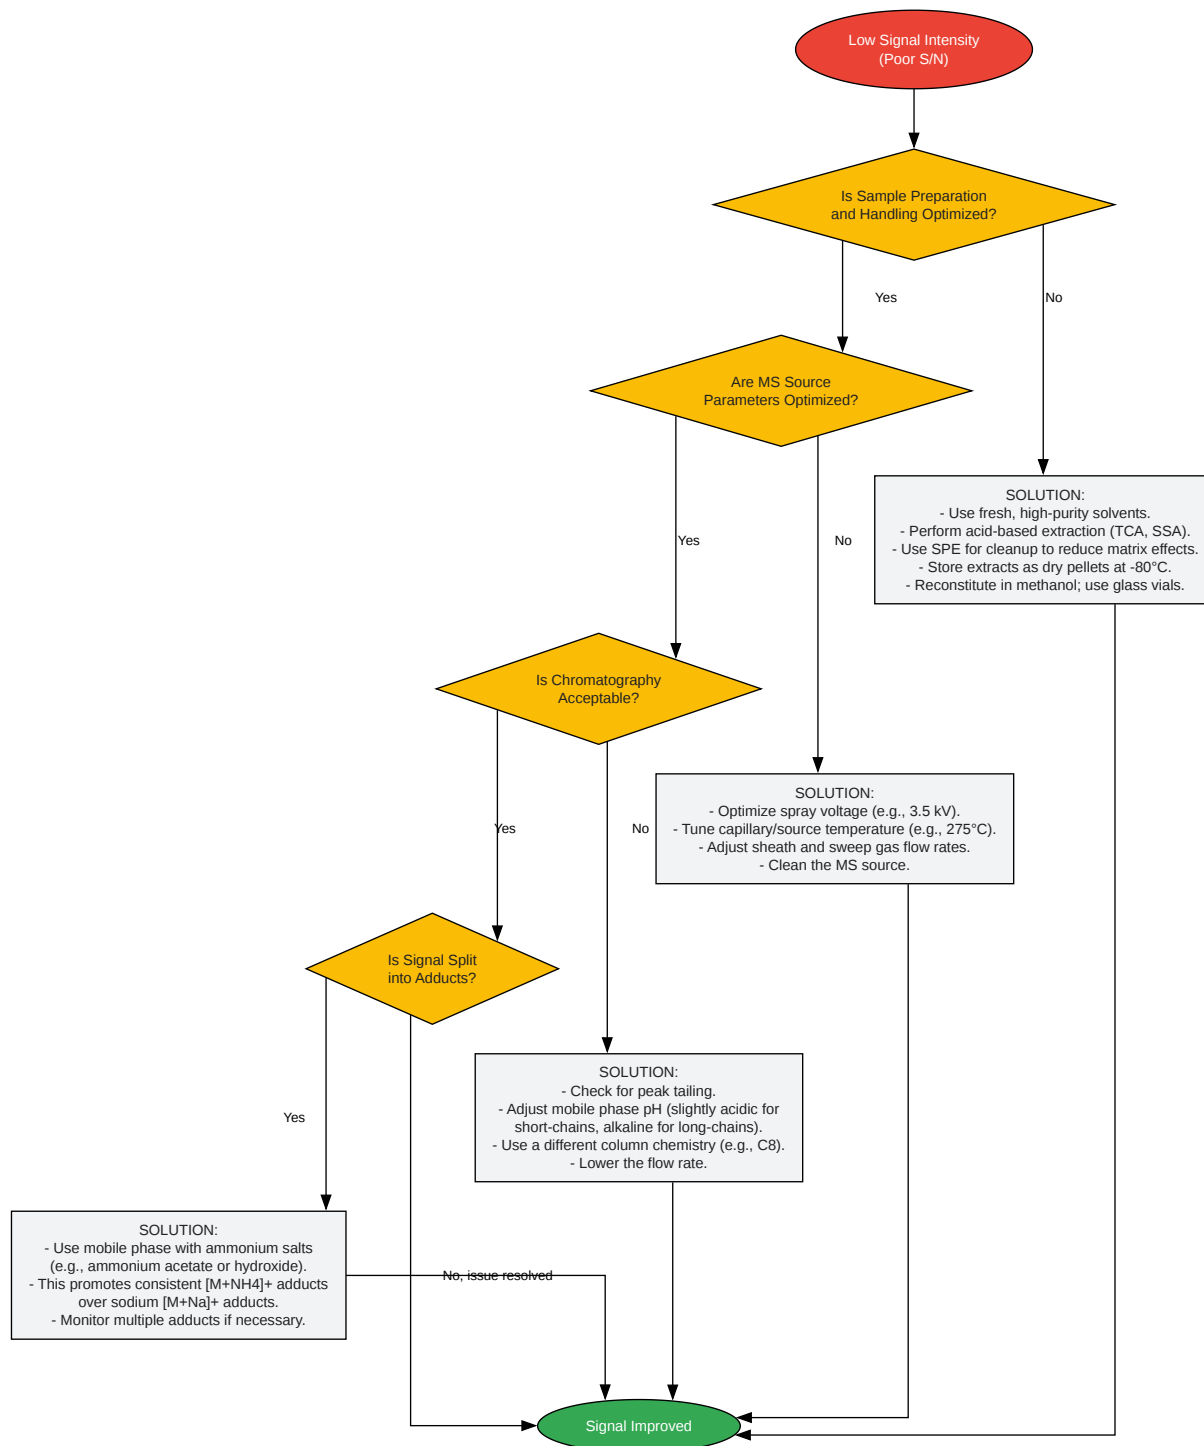 Low Signal Intensity
(Poor S/N)
Is Sample Preparation
and Handling Optimized?
Yes
No
Are MS Source
Parameters Optimized?
SOLUTION:
- Use fresh, high-purity solvents.
- Perform acid-based extraction (TCA, SSA).
- Use SPE for cleanup to reduce matrix effects.
- Store extracts as dry pellets at -80°C.
- Reconstitute in methanol; use glass vials.
Yes
No
Is Chromatography
Acceptable?
SOLUTION:
- Optimize spray voltage (e.g., 3.5 kV).
- Tune capillary/source temperature (e.g., 275°C).
- Adjust sheath and sweep gas flow rates.
- Clean the MS source.
Yes
No
Is Signal Split
into Adducts?
SOLUTION:
- Check for peak tailing.
- Adjust mobile phase pH (slightly acidic for
short-chains, alkaline for long-chains).
- Use a different column chemistry (e.g., C8).
- Lower the flow rate.
Yes
SOLUTION:
- Use mobile phase with ammonium salts
(e.g., ammonium acetate or hydroxide).
- This promotes consistent [M+NH4]+ adducts
over sodium [M+Na]+ adducts.
- Monitor multiple adducts if necessary.
No, issue resolved
Signal Improved